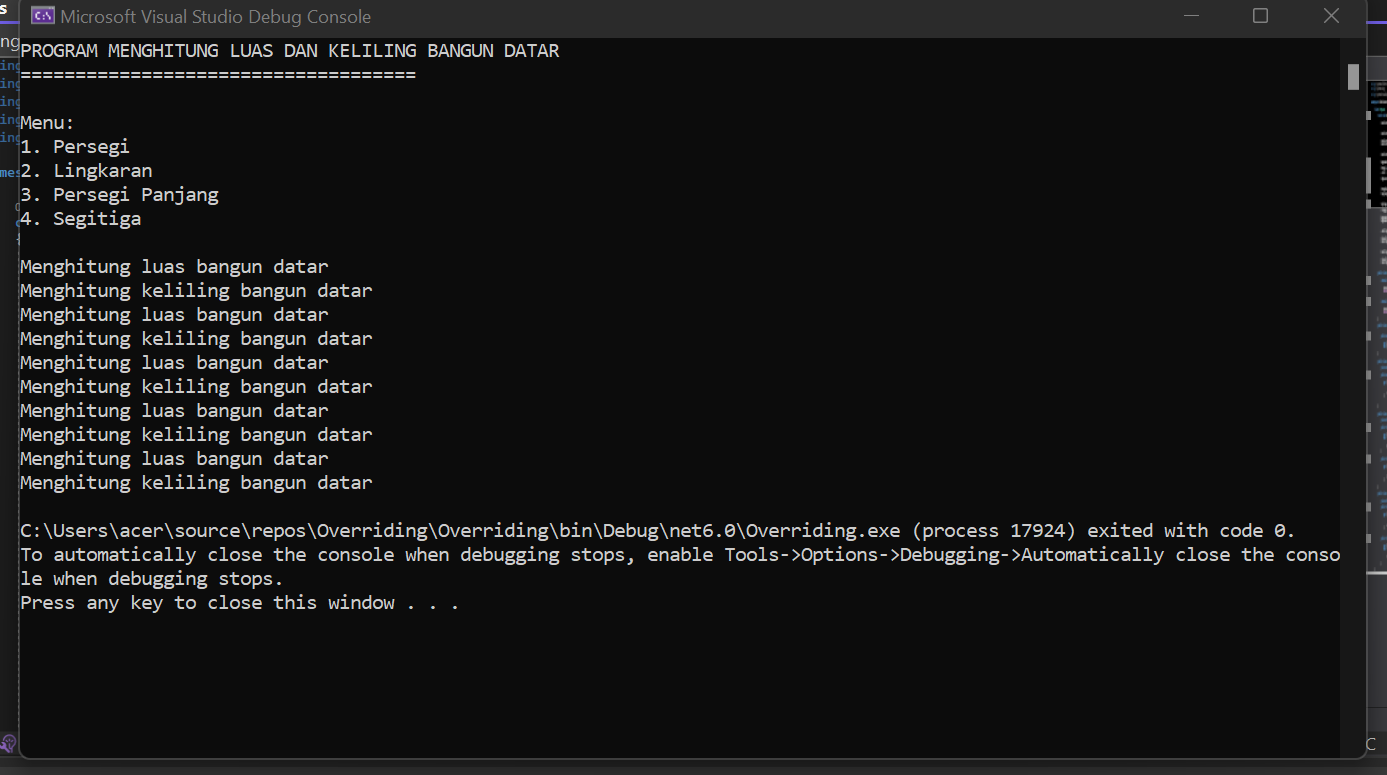 Microsoft Visual Studio Debug Console
PROGRAM MENGHITUNG LUAS DAN KELILING BANGUN DATAR
====================================
Menu:
1. Persegi
2. Lingkaran
3. Persegi Panjang
4. Segitiga
Menghitung luas bangun datar
Menghitung keliling bangun datar
Menghitung luas bangun datar
Menghitung keliling bangun datar
Menghitung luas bangun datar
Menghitung keliling bangun datar
Menghitung luas bangun datar
Menghitung keliling bangun datar
Menghitung luas bangun datar
Menghitung keliling bangun datar
C:\Users\acer\source\repos\Overriding\Overriding\bin\Debug\net6.0\Overriding.exe (process 17924) exited with code 0.
To automatically close the console when debugging stops, enable Tools->Options->Debugging->Automatically close the conso
le when debugging stops.
Press any key to close this window . . .